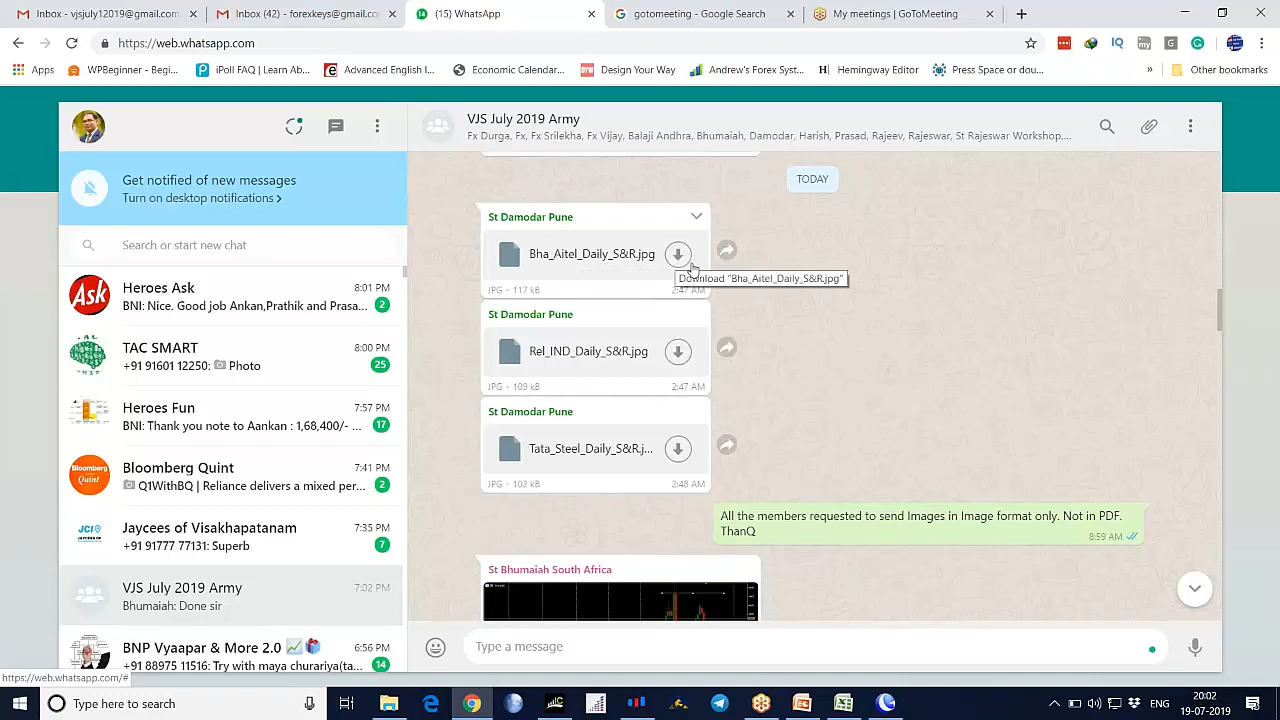 Inbox - vjsjuly12019@gmail.com
Inbox (42) - forexkeys@gmail.co
(15) WhatsApp
gotomeeting - Google Search
My meetings | GoToMeeting
https://web.whatsapp.com
Apps
WPBeginner - Begi...
iPoll FAQ | Learn Ab...
Advanced English I...
Economic Calendar...
Design Your Way
Andrew's Forex Syst...
Hemingway Editor
Press Space or dou...
Other bookmarks
VJS July 2019 Army
Fx Durga, Fx, Fx Srilekha, Fx Vijay, Balaji Andhra, Bhumaiah, Damodar, Harish, Prasad, Rajeev, Rajeswar, St Rajeswar Workshop,...
Get notified of new messages
Turn on desktop notifications
Search or start new chat
Heroes Ask
8:01 PM
BNI: Nice. Good job Ankan,Prathik and Prasa...
2
TAC SMART
8:00 PM
+91 91601 12250: Photo
25
Heroes Fun
7:57 PM
BNI: Thank you note to Aankan : 1,68,400/- ...
17
Bloomberg Quint
7:41 PM
Q1WithBQ | Reliance delivers a mixed per...
2
Jaycees of Visakhapatanam
7:35 PM
+91 91777 77131: Superb
7
VJS July 2019 Army
7:02 PM
Bhumaiah: Done sir
BNP Vyaapar & More 2.0
6:56 PM
+91 88975 11516: Try with maya churariya(ta...
14
TODAY
St Damodar Pune
Bha_Aitel_Daily_S&R.jpg
Download "Bha_Aitel_Daily_S&R.jpg"
JPG • 117 kB
2:47 AM
St Damodar Pune
Rel_IND_Daily_S&R.jpg
JPG • 109 kB
2:47 AM
St Damodar Pune
Tata_Steel_Daily_S&R.j...
JPG • 102 kB
2:48 AM
All the members requested to send Images in Image format only. Not in PDF.
ThanQ
8:59 AM
St Bhumaiah South Africa
Type a message
https://web.whatsapp.com/#
Type here to search
ENG
20:02
19-07-2019